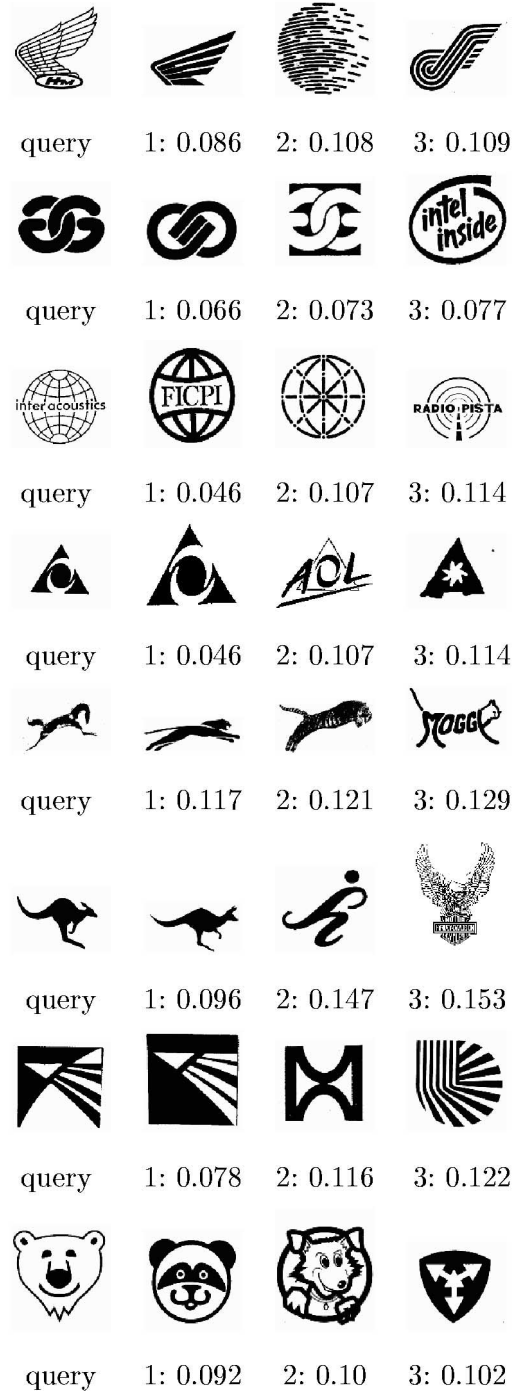 HM
query 1: 0.086 2: 0.108 3: 0.109
intel
inside
query 1: 0.066 2: 0.073 3: 0.077
inter acoustics FICPI RADIO PISTA
query 1: 0.046 2: 0.107 3: 0.114
AOL
query 1: 0.046 2: 0.107 3: 0.114
MOGGY
query 1: 0.117 2: 0.121 3: 0.129
query 1: 0.096 2: 0.147 3: 0.153
query 1: 0.078 2: 0.116 3: 0.122
query 1: 0.092 2: 0.10 3: 0.102